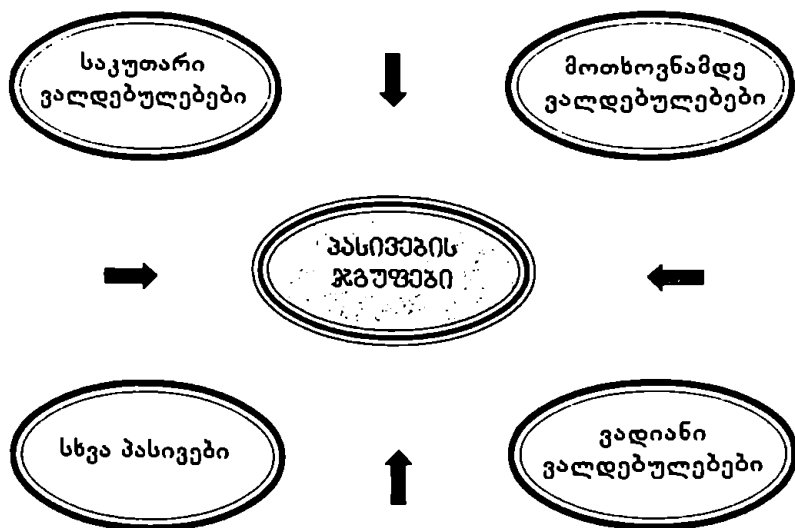 საკუთარი
ვალდებულებები
მოთხოვნამდე
ვალდებულებები
პასივების
ჯგუფები
სხვა პასივები
ვადიანი
ვალდებულებები